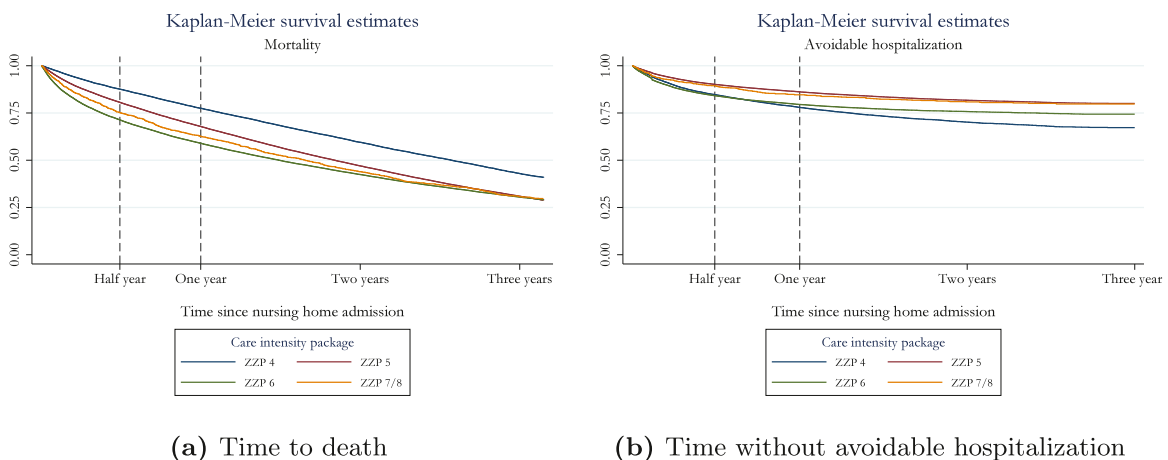 Kaplan-Meier survival estimates
Mortality
1.00
0.75
0.50
0.25
0.00
Half year One year Two years Three years
Time since nursing home admission
Care intensity package
ZZP 4 ZZP 5
ZZP 6 ZZP 7/8
(a) Time to death
Kaplan-Meier survival estimates
Avoidable hospitalization
1.00
0.75
0.50
0.25
0.00
Half year One year Two years Three year
Time since nursing home admission
Care intensity package
ZZP 4 ZZP 5
ZZP 6 ZZP 7/8
(b) Time without avoidable hospitalization